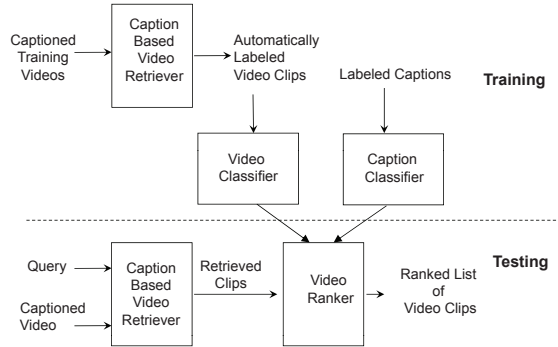 Captioned
Training
Videos
Caption
Based
Video
Retriever
Automatically
Labeled
Video Clips
Labeled Captions
Training
Video
Classifier
Caption
Classifier
Testing
Query
Captioned
Video
Caption
Based
Video
Retriever
Retrieved
Clips
Video
Ranker
Ranked List
of
Video Clips